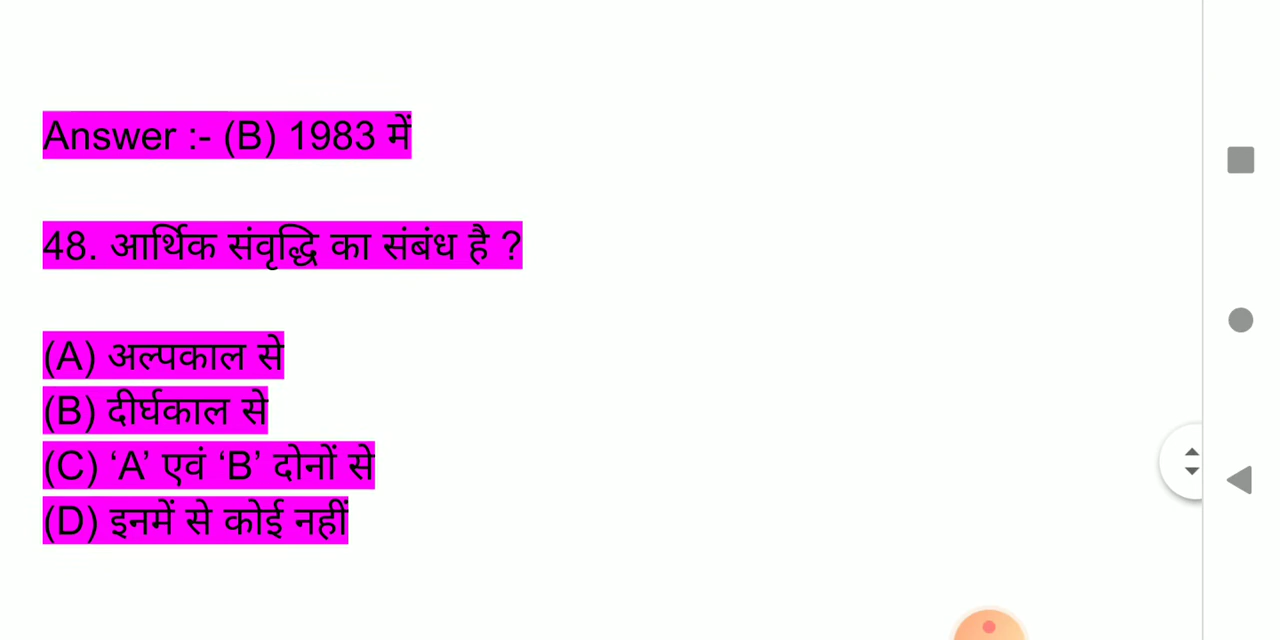 Answer :- (B) 1983 में
48. आर्थिक संवृद्धि का संबंध है ?
(A) अल्पकाल से
(B) दीर्घकाल से
(C) ‘A’ एवं ‘B’ दोनों से
(D) इनमें से कोई नहीं